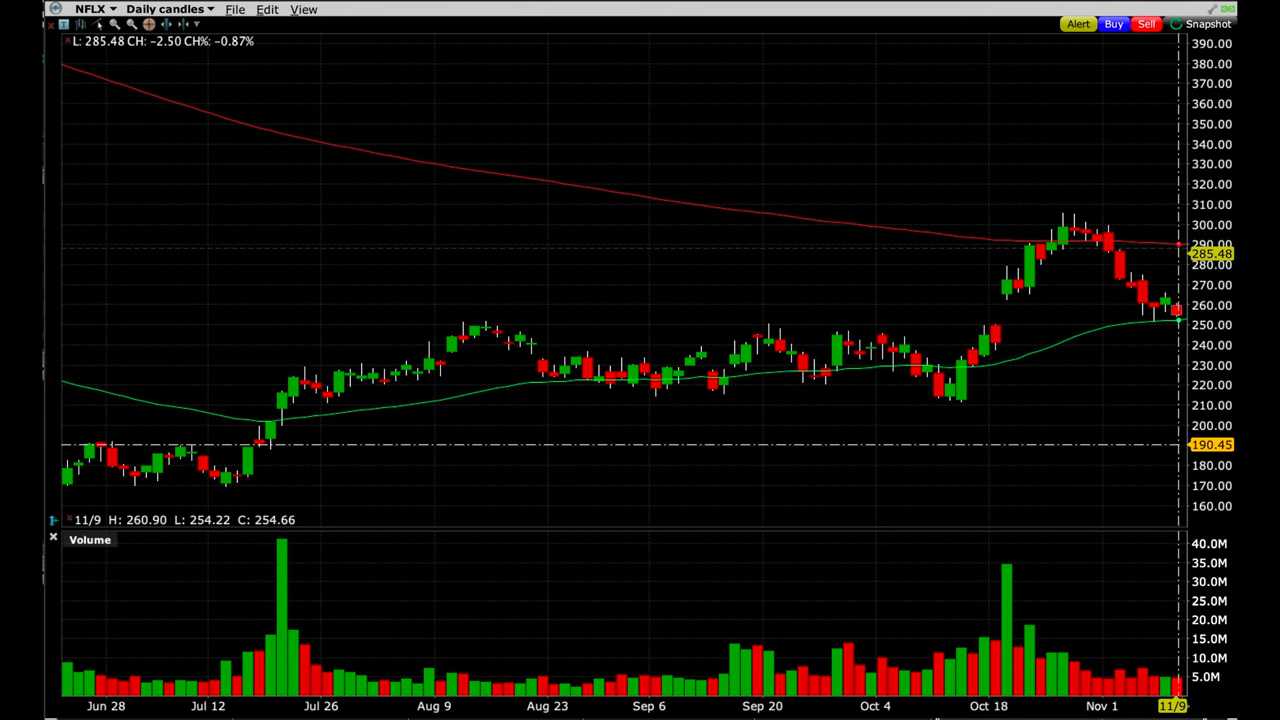 NFLX Daily candles File Edit View
Alert Buy Sell Snapshot
L: 285.48 CH: -2.50 CH%: -0.87%
390.00
380.00
370.00
360.00
350.00
340.00
330.00
320.00
310.00
300.00
290.00
285.48
280.00
270.00
260.00
250.00
240.00
230.00
220.00
210.00
200.00
190.45
180.00
170.00
160.00
11/9 H: 260.90 L: 254.22 C: 254.66
Volume
40.0M
35.0M
30.0M
25.0M
20.0M
15.0M
10.0M
5.0M
Jun 28 Jul 12 Jul 26 Aug 9 Aug 23 Sep 6 Sep 20 Oct 4 Oct 18 Nov 1 11/9